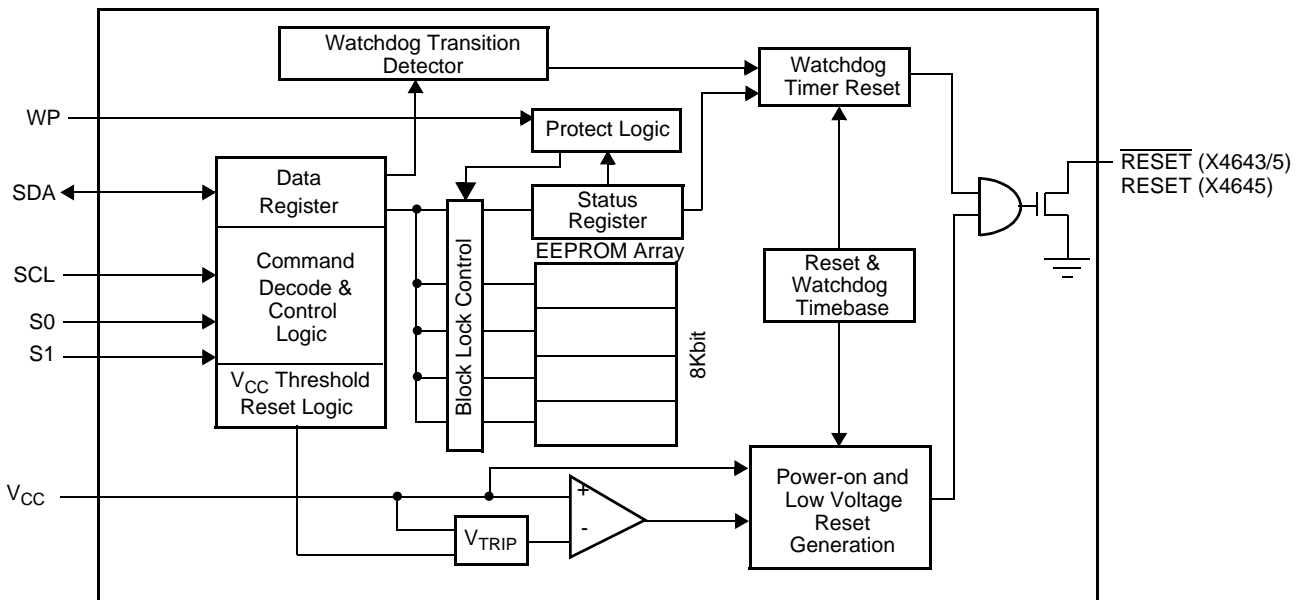 Watchdog Transition
Detector
Watchdog
Timer Reset
WP
Protect Logic
RESET (X4643/5)
RESET (X4645)
SDA
Data
Register
Status
Register
EEPROM Array
SCL
Command
Decode &
Control
Logic
Block Lock Control
Reset &
Watchdog
Timebase
S0
S1
8Kbit
VCC Threshold
Reset Logic
VCC
+
-
VTRIP
Power-on and
Low Voltage
Reset
Generation